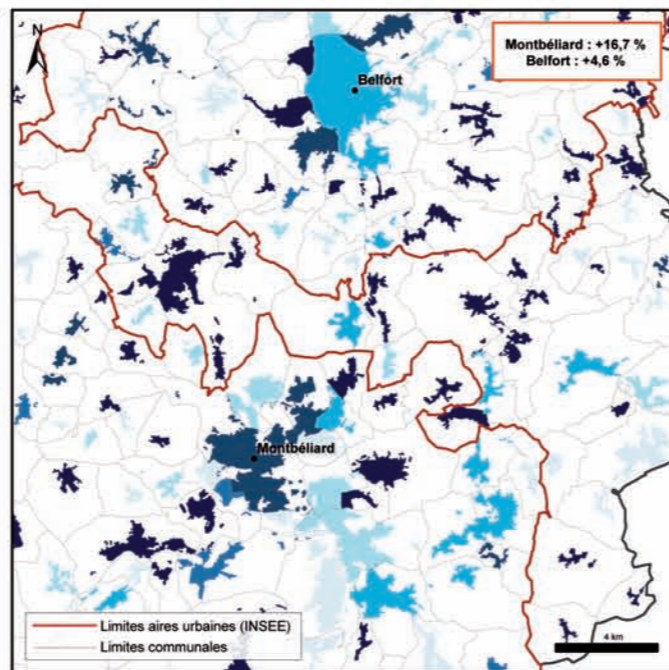 N
Montbéliard : +16,7 %
Belfort : +4,6 %
Belfort
Montbéliard
Limites aires urbaines (INSEE)
Limites communales
4 km